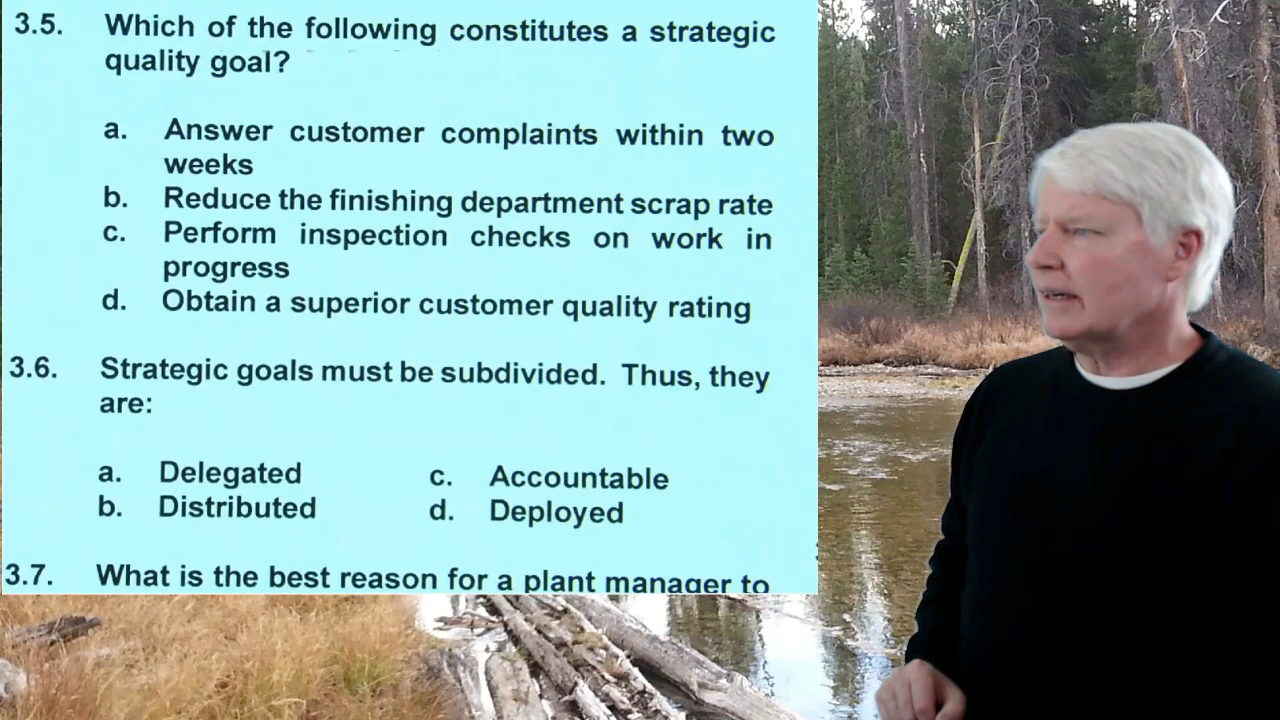 3.5. Which of the following constitutes a strategic
quality goal?
a. Answer customer complaints within two
weeks
b. Reduce the finishing department scrap rate
c. Perform inspection checks on work in
progress
d. Obtain a superior customer quality rating
3.6. Strategic goals must be subdivided. Thus, they
are:
a. Delegated c. Accountable
b. Distributed d. Deployed
3.7. What is the best reason for a plant manager to